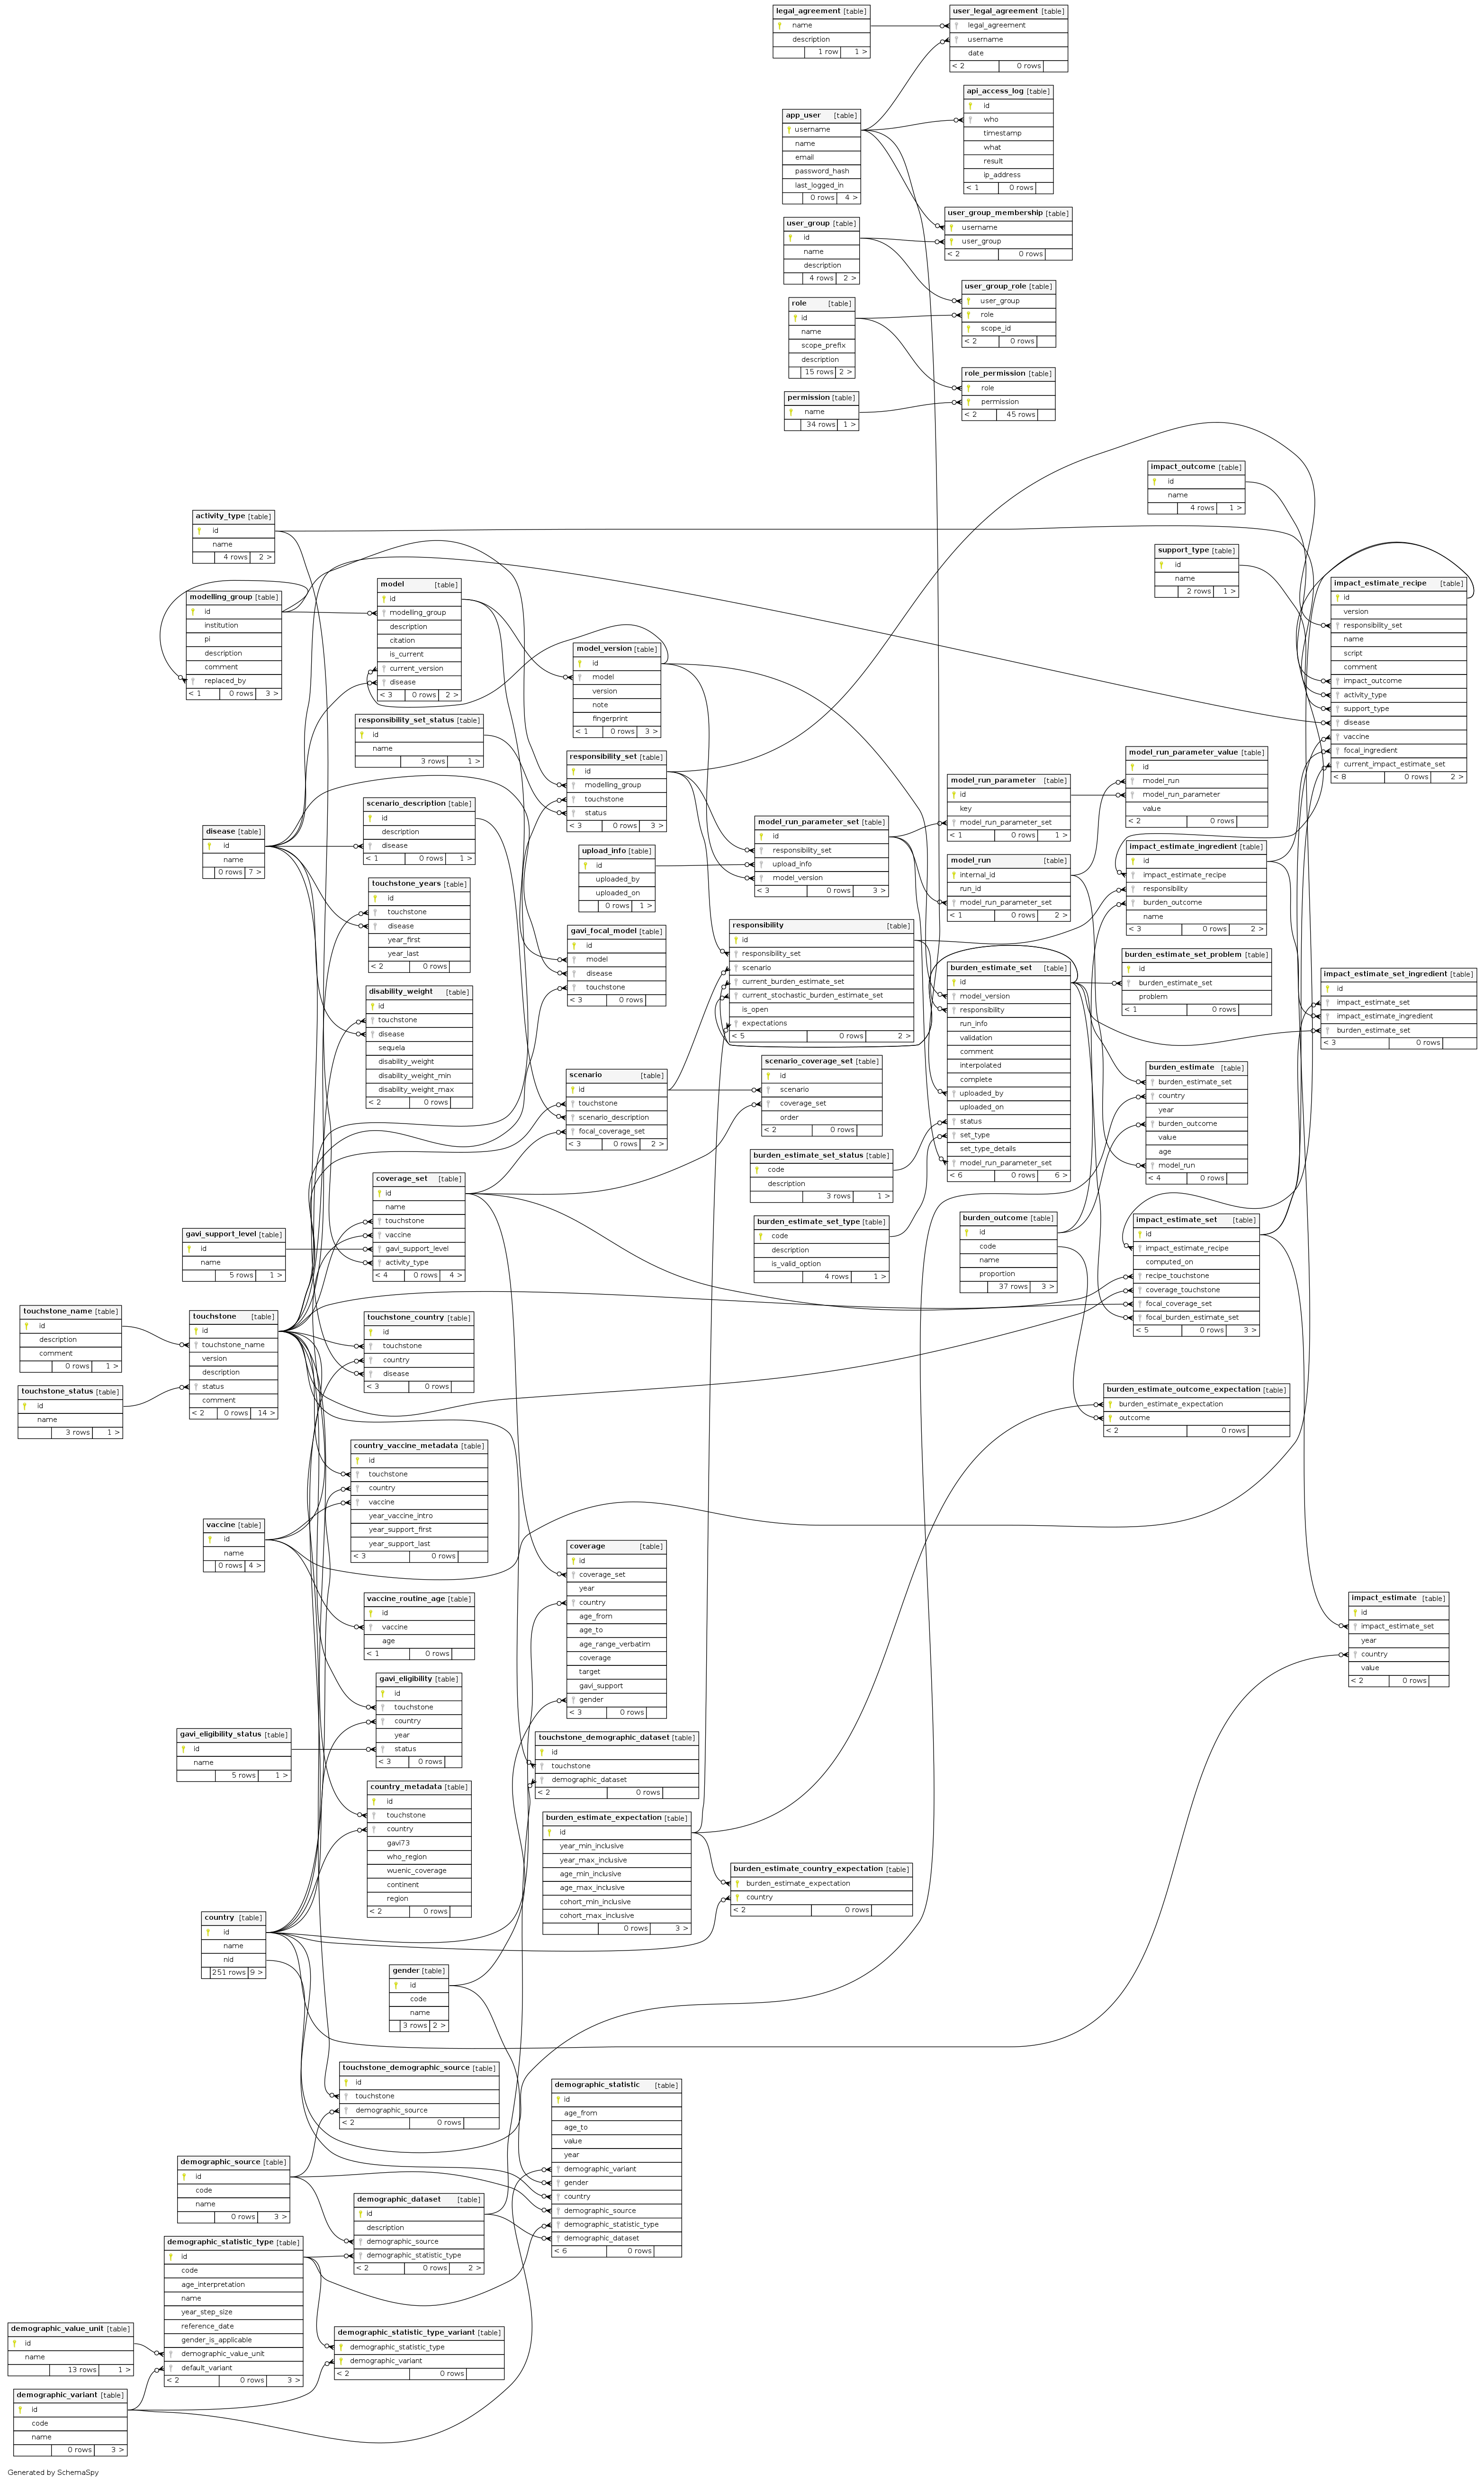 legal_agreement [table]
name
description
1 row 1 >
user_legal_agreement [table]
legal_agreement
username
date
< 2 0 rows
api_access_log [table]
id
who
timestamp
what
result
ip_address
< 1 0 rows
app_user [table]
username
name
email
password_hash
last_logged_in
0 rows 4 >
user_group_membership [table]
username
user_group
< 2 0 rows
user_group [table]
id
name
description
4 rows 2 >
user_group_role [table]
user_group
role
scope_id
< 2 0 rows
role [table]
id
name
scope_prefix
description
15 rows 2 >
role_permission [table]
role
permission
< 2 45 rows
permission [table]
name
34 rows 1 >
impact_outcome [table]
id
name
4 rows 1 >
activity_type [table]
id
name
4 rows 2 >
support_type [table]
id
name
2 rows 1 >
impact_estimate_recipe [table]
id
version
responsibility_set
name
script
comment
impact_outcome
activity_type
support_type
disease
vaccine
focal_ingredient
current_impact_estimate_set
< 8 0 rows 2 >
modelling_group [table]
id
institution
pi
description
comment
replaced_by
< 1 0 rows 3 >
model [table]
id
modelling_group
description
citation
is_current
current_version
disease
< 3 0 rows 2 >
model_version [table]
id
model
version
note
fingerprint
< 1 0 rows 3 >
responsibility_set_status [table]
id
name
3 rows 1 >
responsibility_set [table]
id
modelling_group
touchstone
status
< 3 0 rows 3 >
model_run_parameter_value [table]
id
model_run
model_run_parameter
value
< 2 0 rows
model_run_parameter [table]
id
key
model_run_parameter_set
< 1 0 rows 1 >
scenario_description [table]
id
description
disease
< 1 0 rows 1 >
model_run_parameter_set [table]
id
responsibility_set
upload_info
model_version
< 3 0 rows 3 >
disease [table]
id
name
0 rows 7 >
upload_info [table]
id
uploaded_by
uploaded_on
0 rows 1 >
model_run [table]
internal_id
run_id
model_run_parameter_set
< 1 0 rows 2 >
impact_estimate_ingredient [table]
id
impact_estimate_recipe
responsibility
burden_outcome
name
< 3 0 rows 2 >
touchstone_years [table]
id
touchstone
disease
year_first
year_last
< 2 0 rows
gavi_focal_model [table]
id
model
disease
touchstone
< 3 0 rows
responsibility [table]
id
responsibility_set
scenario
current_burden_estimate_set
current_stochastic_burden_estimate_set
is_open
expectations
< 5 0 rows 2 >
burden_estimate_set_problem [table]
id
burden_estimate_set
problem
< 1 0 rows
burden_estimate_set [table]
id
model_version
responsibility
run_info
validation
comment
interpolated
complete
uploaded_by
uploaded_on
status
set_type
set_type_details
model_run_parameter_set
< 6 0 rows 6 >
impact_estimate_set_ingredient [table]
id
impact_estimate_set
impact_estimate_ingredient
burden_estimate_set
< 3 0 rows
disability_weight [table]
id
touchstone
disease
sequela
disability_weight
disability_weight_min
disability_weight_max
< 2 0 rows
scenario [table]
id
touchstone
scenario_description
focal_coverage_set
< 3 0 rows 2 >
scenario_coverage_set [table]
id
scenario
coverage_set
order
< 2 0 rows
burden_estimate [table]
burden_estimate_set
country
year
burden_outcome
value
age
model_run
< 4 0 rows
burden_estimate_set_status [table]
code
description
3 rows 1 >
coverage_set [table]
id
name
touchstone
vaccine
gavi_support_level
activity_type
< 4 0 rows 4 >
burden_estimate_set_type [table]
code
description
is_valid_option
4 rows 1 >
burden_outcome [table]
id
code
name
proportion
37 rows 3 >
impact_estimate_set [table]
id
impact_estimate_recipe
computed_on
recipe_touchstone
coverage_touchstone
focal_coverage_set
focal_burden_estimate_set
< 5 0 rows 3 >
gavi_support_level [table]
id
name
5 rows 1 >
touchstone_name [table]
id
description
comment
0 rows 1 >
touchstone [table]
id
touchstone_name
version
description
status
comment
< 2 0 rows 14 >
touchstone_country [table]
id
touchstone
country
disease
< 3 0 rows
touchstone_status [table]
id
name
3 rows 1 >
burden_estimate_outcome_expectation [table]
burden_estimate_expectation
outcome
< 2 0 rows
country_vaccine_metadata [table]
id
touchstone
country
vaccine
year_vaccine_intro
year_support_first
year_support_last
< 3 0 rows
vaccine [table]
id
name
0 rows 4 >
coverage [table]
id
coverage_set
year
country
age_from
age_to
age_range_verbatim
coverage
target
gavi_support
gender
< 3 0 rows
vaccine_routine_age [table]
id
vaccine
age
< 1 0 rows
impact_estimate [table]
id
impact_estimate_set
year
country
value
< 2 0 rows
gavi_eligibility [table]
id
touchstone
country
year
status
< 3 0 rows
gavi_eligibility_status [table]
id
name
5 rows 1 >
touchstone_demographic_dataset [table]
id
touchstone
demographic_dataset
< 2 0 rows
country_metadata [table]
id
touchstone
country
gavi73
who_region
wuenic_coverage
continent
region
< 2 0 rows
burden_estimate_expectation [table]
id
year_min_inclusive
year_max_inclusive
age_min_inclusive
age_max_inclusive
cohort_min_inclusive
cohort_max_inclusive
0 rows 3 >
burden_estimate_country_expectation [table]
burden_estimate_expectation
country
< 2 0 rows
country [table]
id
name
nid
251 rows 9 >
gender [table]
id
code
name
3 rows 2 >
touchstone_demographic_source [table]
id
touchstone
demographic_source
< 2 0 rows
demographic_statistic [table]
id
age_from
age_to
value
year
demographic_variant
gender
country
demographic_source
demographic_statistic_type
demographic_dataset
< 6 0 rows
demographic_source [table]
id
code
name
0 rows 3 >
demographic_dataset [table]
id
description
demographic_source
demographic_statistic_type
< 2 0 rows 2 >
demographic_statistic_type [table]
id
code
age_interpretation
name
year_step_size
reference_date
gender_is_applicable
demographic_value_unit
default_variant
< 2 0 rows 3 >
demographic_value_unit [table]
id
name
13 rows 1 >
demographic_statistic_type_variant [table]
demographic_statistic_type
demographic_variant
< 2 0 rows
demographic_variant [table]
id
code
name
0 rows 3 >
Generated by SchemaSpy